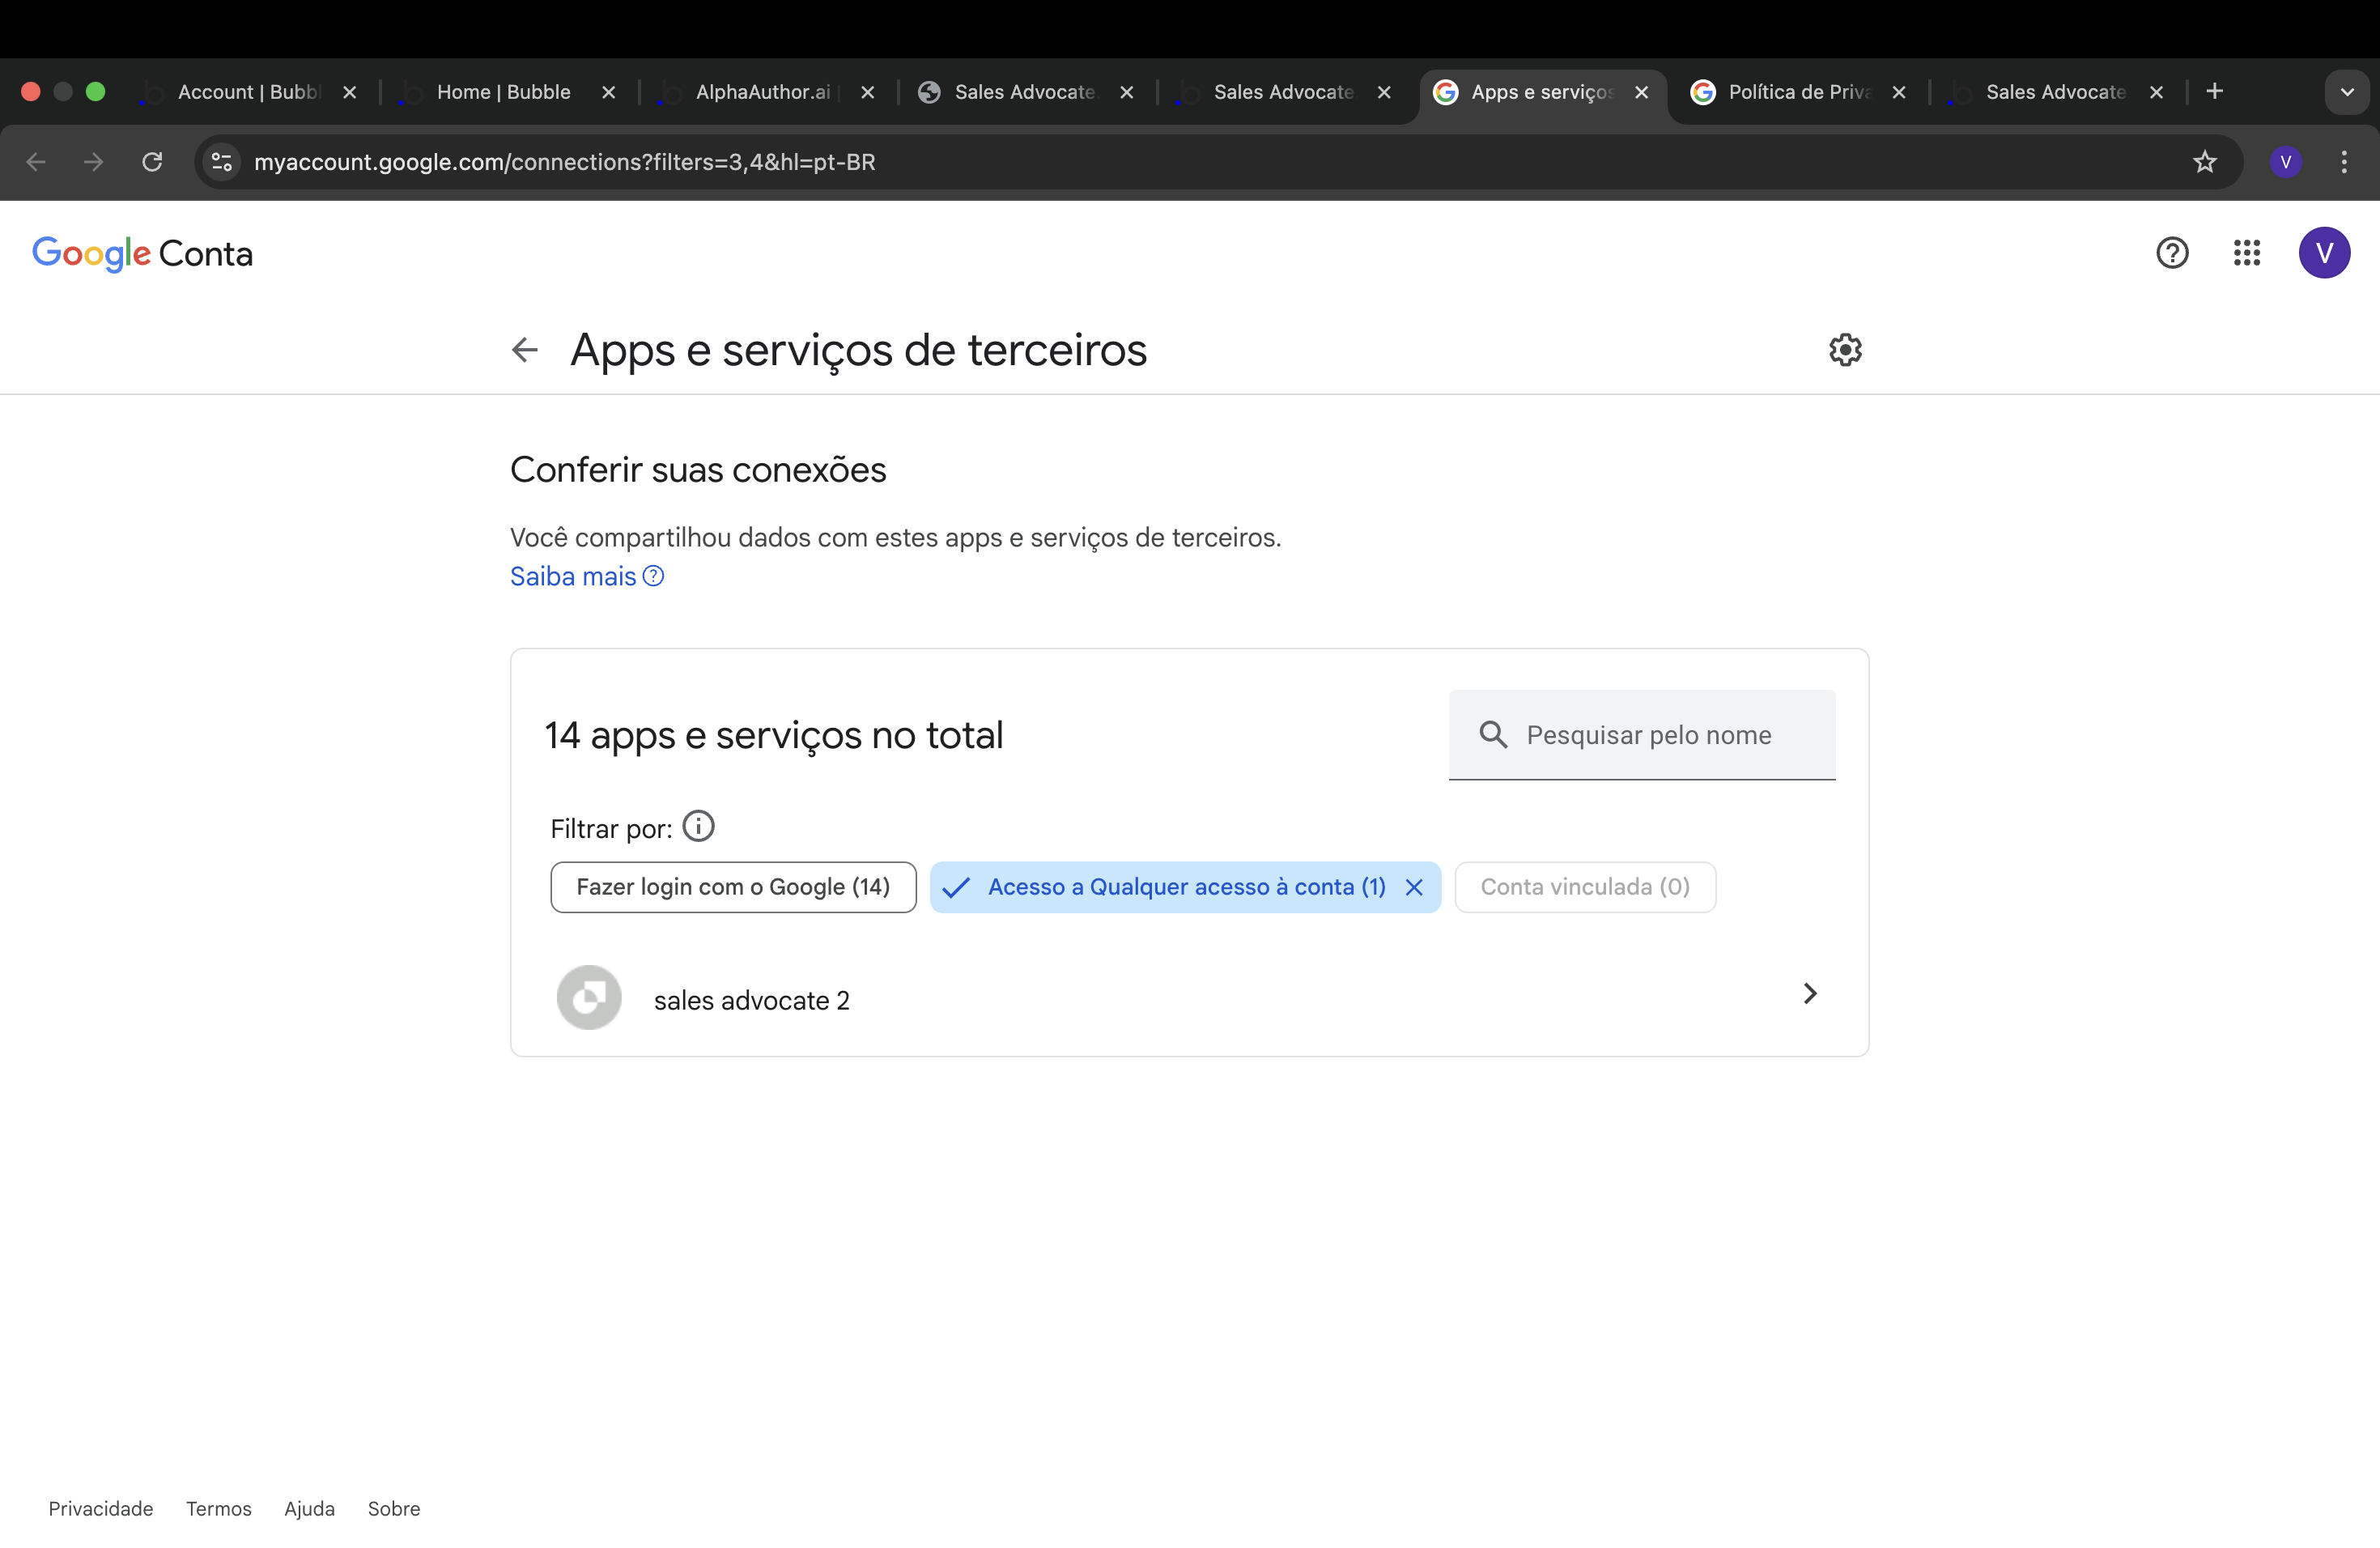 Account | Bubbl
Home | Bubble
AlphaAuthor.ai |
Sales Advocate.
Sales Advocate
Apps e serviços
Política de Priva
Sales Advocate
myaccount.google.com/connections?filters=3,4&hl=pt-BR
V
Google Conta
V
Apps e serviços de terceiros
Conferir suas conexões
Você compartilhou dados com estes apps e serviços de terceiros.
Saiba mais
14 apps e serviços no total
Pesquisar pelo nome
Filtrar por:
Fazer login com o Google (14)
Acesso a Qualquer acesso à conta (1)
Conta vinculada (0)
sales advocate 2
Privacidade
Termos
Ajuda
Sobre